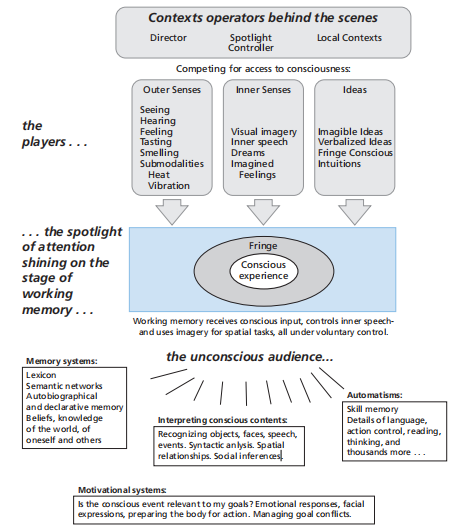 Contexts operators behind the scenes
Director
Spotlight
Controller
Local Contexts
Competing for access to consciousness:
the
players . . .
Outer Senses
Seeing
Hearing
Feeling
Tasting
Smelling
Submodalities
Heat
Vibration
Inner Senses
Visual imagery
Inner speech
Dreams
Imagined
Feelings
Ideas
Imagible Ideas
Verbalized Ideas
Fringe Conscious
Intuitions
. . . the spotlight
of attention
shining on the
stage of
working
memory . . .
Fringe
Conscious
experience
Working memory receives conscious input, controls inner speech-
and uses imagery for spatial tasks, all under voluntary control.
the unconscious audience...
Memory systems:
Lexicon
Semantic networks
Autobiographical
and declarative memory
Beliefs, knowledge
of the world, of
oneself and others
Interpreting conscious contents:
Recognizing objects, faces, speech,
events. Syntactic anlysis. Spatial
relationships. Social inferences.
Automatisms:
Skill memory
Details of language,
action control, reading,
thinking, and
thousands more . . .
Motivational systems:
Is the conscious event relevant to my goals? Emotional responses, facial
expressions, preparing the body for action. Managing goal conflicts.